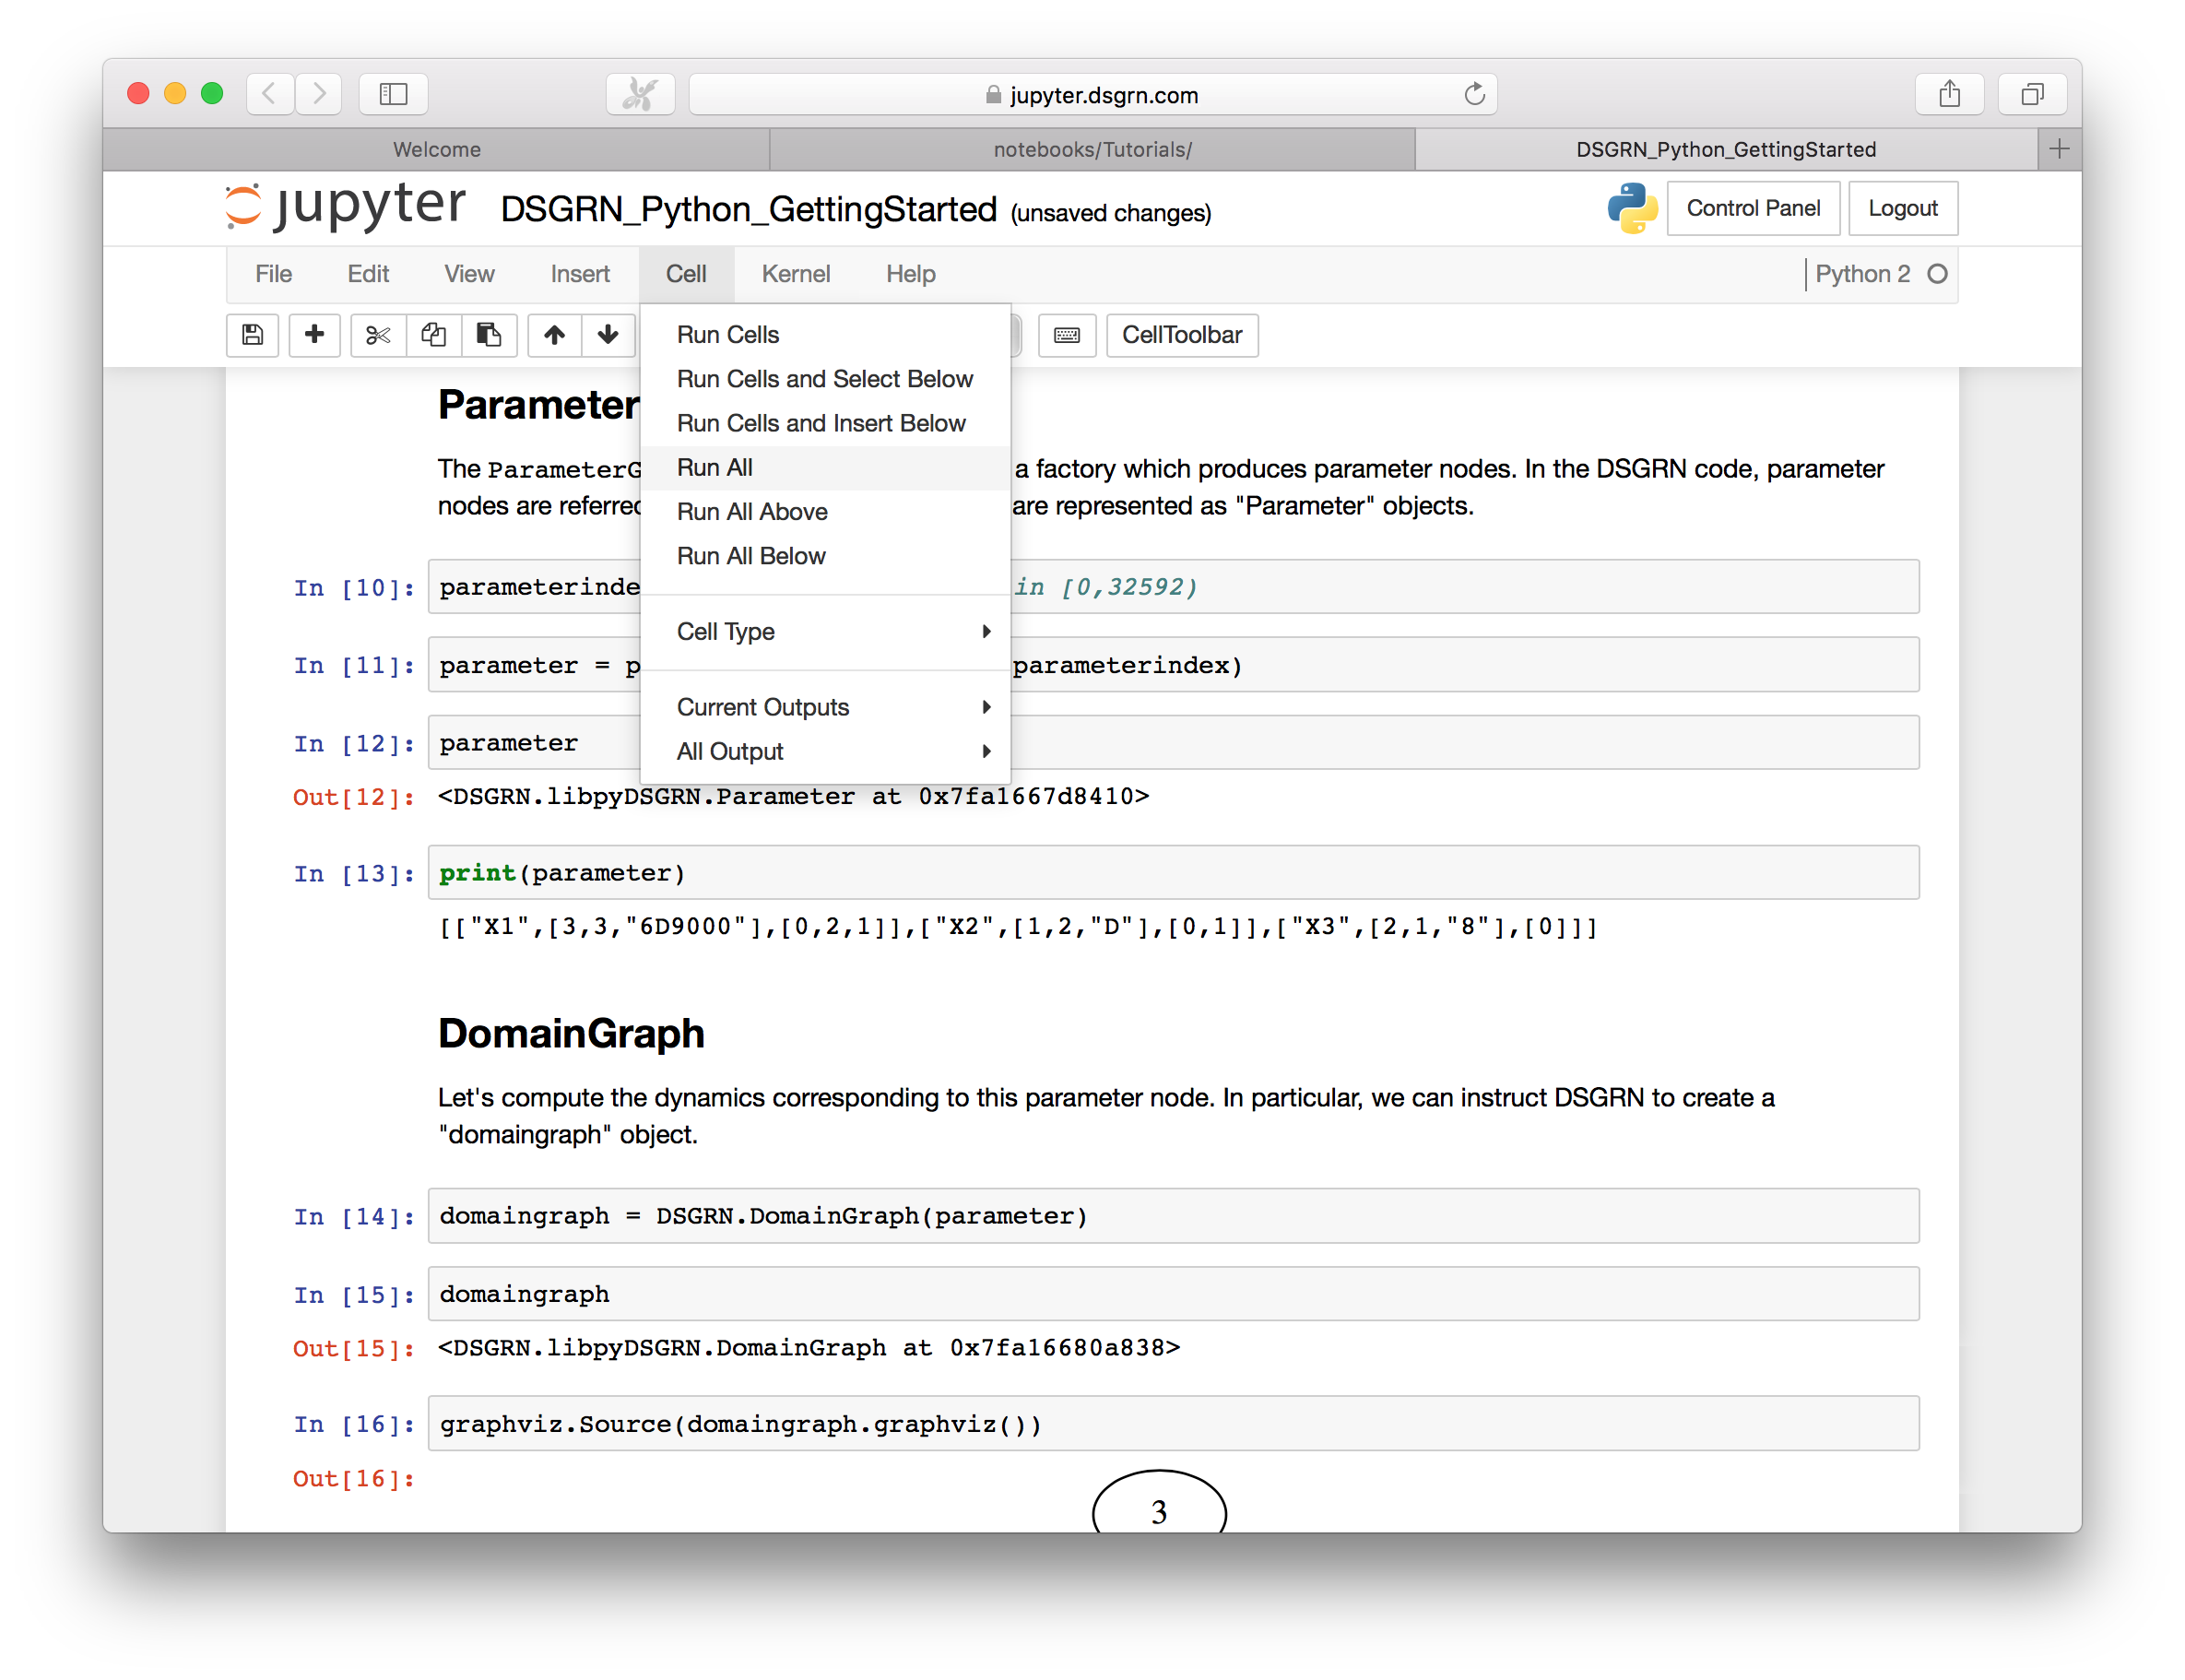 jupyter.dsgrn.com
Welcome
notebooks/Tutorials/
DSGRN_Python_GettingStarted
jupyter DSGRN_Python_GettingStarted (unsaved changes)
Control Panel
Logout
File Edit View Insert Cell Kernel Help
Python 2
CellToolbar
Run Cells
Run Cells and Select Below
Run Cells and Insert Below
Run All
Run All Above
Run All Below
Cell Type
Current Outputs
All Output
Parameter
The ParameterG a factory which produces parameter nodes. In the DSGRN code, parameter
nodes are referred are represented as "Parameter" objects.
In [10]: parameterinde in [0,32592)
In [11]: parameter = p parameterindex)
In [12]: parameter
Out[12]: <DSGRN.libpyDSGRN.Parameter at 0x7fa1667d8410>
In [13]: print(parameter)
[["X1",[3,3,"6D9000"],[0,2,1]],["X2",[1,2,"D"],[0,1]],["X3",[2,1,"8"],[0]]]
DomainGraph
Let's compute the dynamics corresponding to this parameter node. In particular, we can instruct DSGRN to create a
"domaingraph" object.
In [14]: domaingraph = DSGRN.DomainGraph(parameter)
In [15]: domaingraph
Out[15]: <DSGRN.libpyDSGRN.DomainGraph at 0x7fa16680a838>
In [16]: graphviz.Source(domaingraph.graphviz())
Out[16]:
3